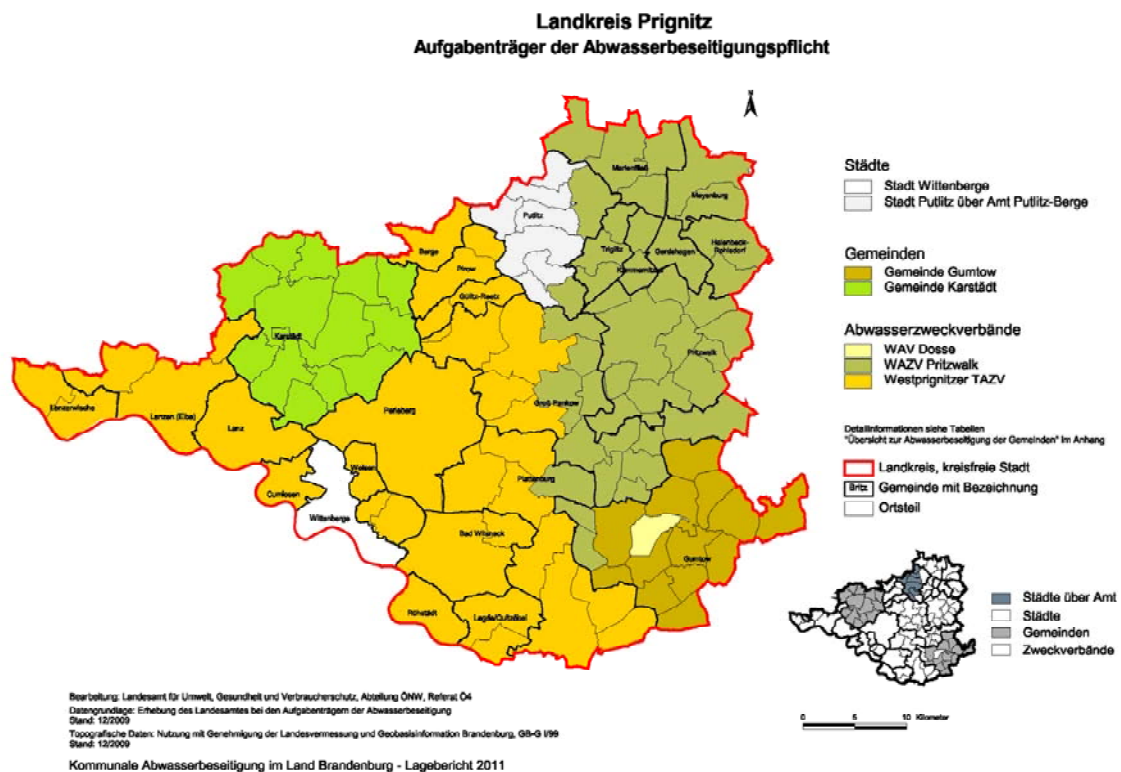 Landkreis Prignitz
Aufgabenträger der Abwasserbeseitigungspflicht
N
Städte
Stadt Wittenberge
Stadt Putlitz über Amt Putlitz-Berge
Gemeinden
Gemeinde Gumtow
Gemeinde Karstädt
Abwasserzweckverbände
WAV Dosse
WAZV Pritzwalk
Westprignitzer TAZV
Detailinformationen siehe Tabellen
"Übersicht zur Abwasserbeseitigung der Gemeinden" im Anhang
Landkreis, kreisfreie Stadt
Britz Gemeinde mit Bezeichnung
Ortsteil
Marienfließ
Meyenburg
Putlitz
Triglitz
Gerdshagen
Halenbeck-
Rohlsdorf
Kümmernitztal
Berge
Pirow
Gülitz-Reetz
Karstädt
Pritzwalk
Groß Pankow
Perleberg
Lenzerwische
Lenzen (Elbe)
Lanz
Weisen
Cumlosen
Wittenberge
Plattenburg
Bad Wilsnack
Gumtow
Rühstädt
Legde/Quitzöbel
Städte über Amt
Städte
Gemeinden
Zweckverbände
0 5 10 Kilometer
Bearbeitung: Landesamt für Umwelt, Gesundheit und Verbraucherschutz, Abteilung ÖNW, Referat Ö4
Datengrundlage: Erhebung des Landesamtes bei den Aufgabenträgern der Abwasserbeseitigung
Stand: 12/2009
Topografische Daten: Nutzung mit Genehmigung der Landesvermessung und Geobasisinformation Brandenburg, GB-G I/99
Stand: 12/2009
Kommunale Abwasserbeseitigung im Land Brandenburg - Lagebericht 2011